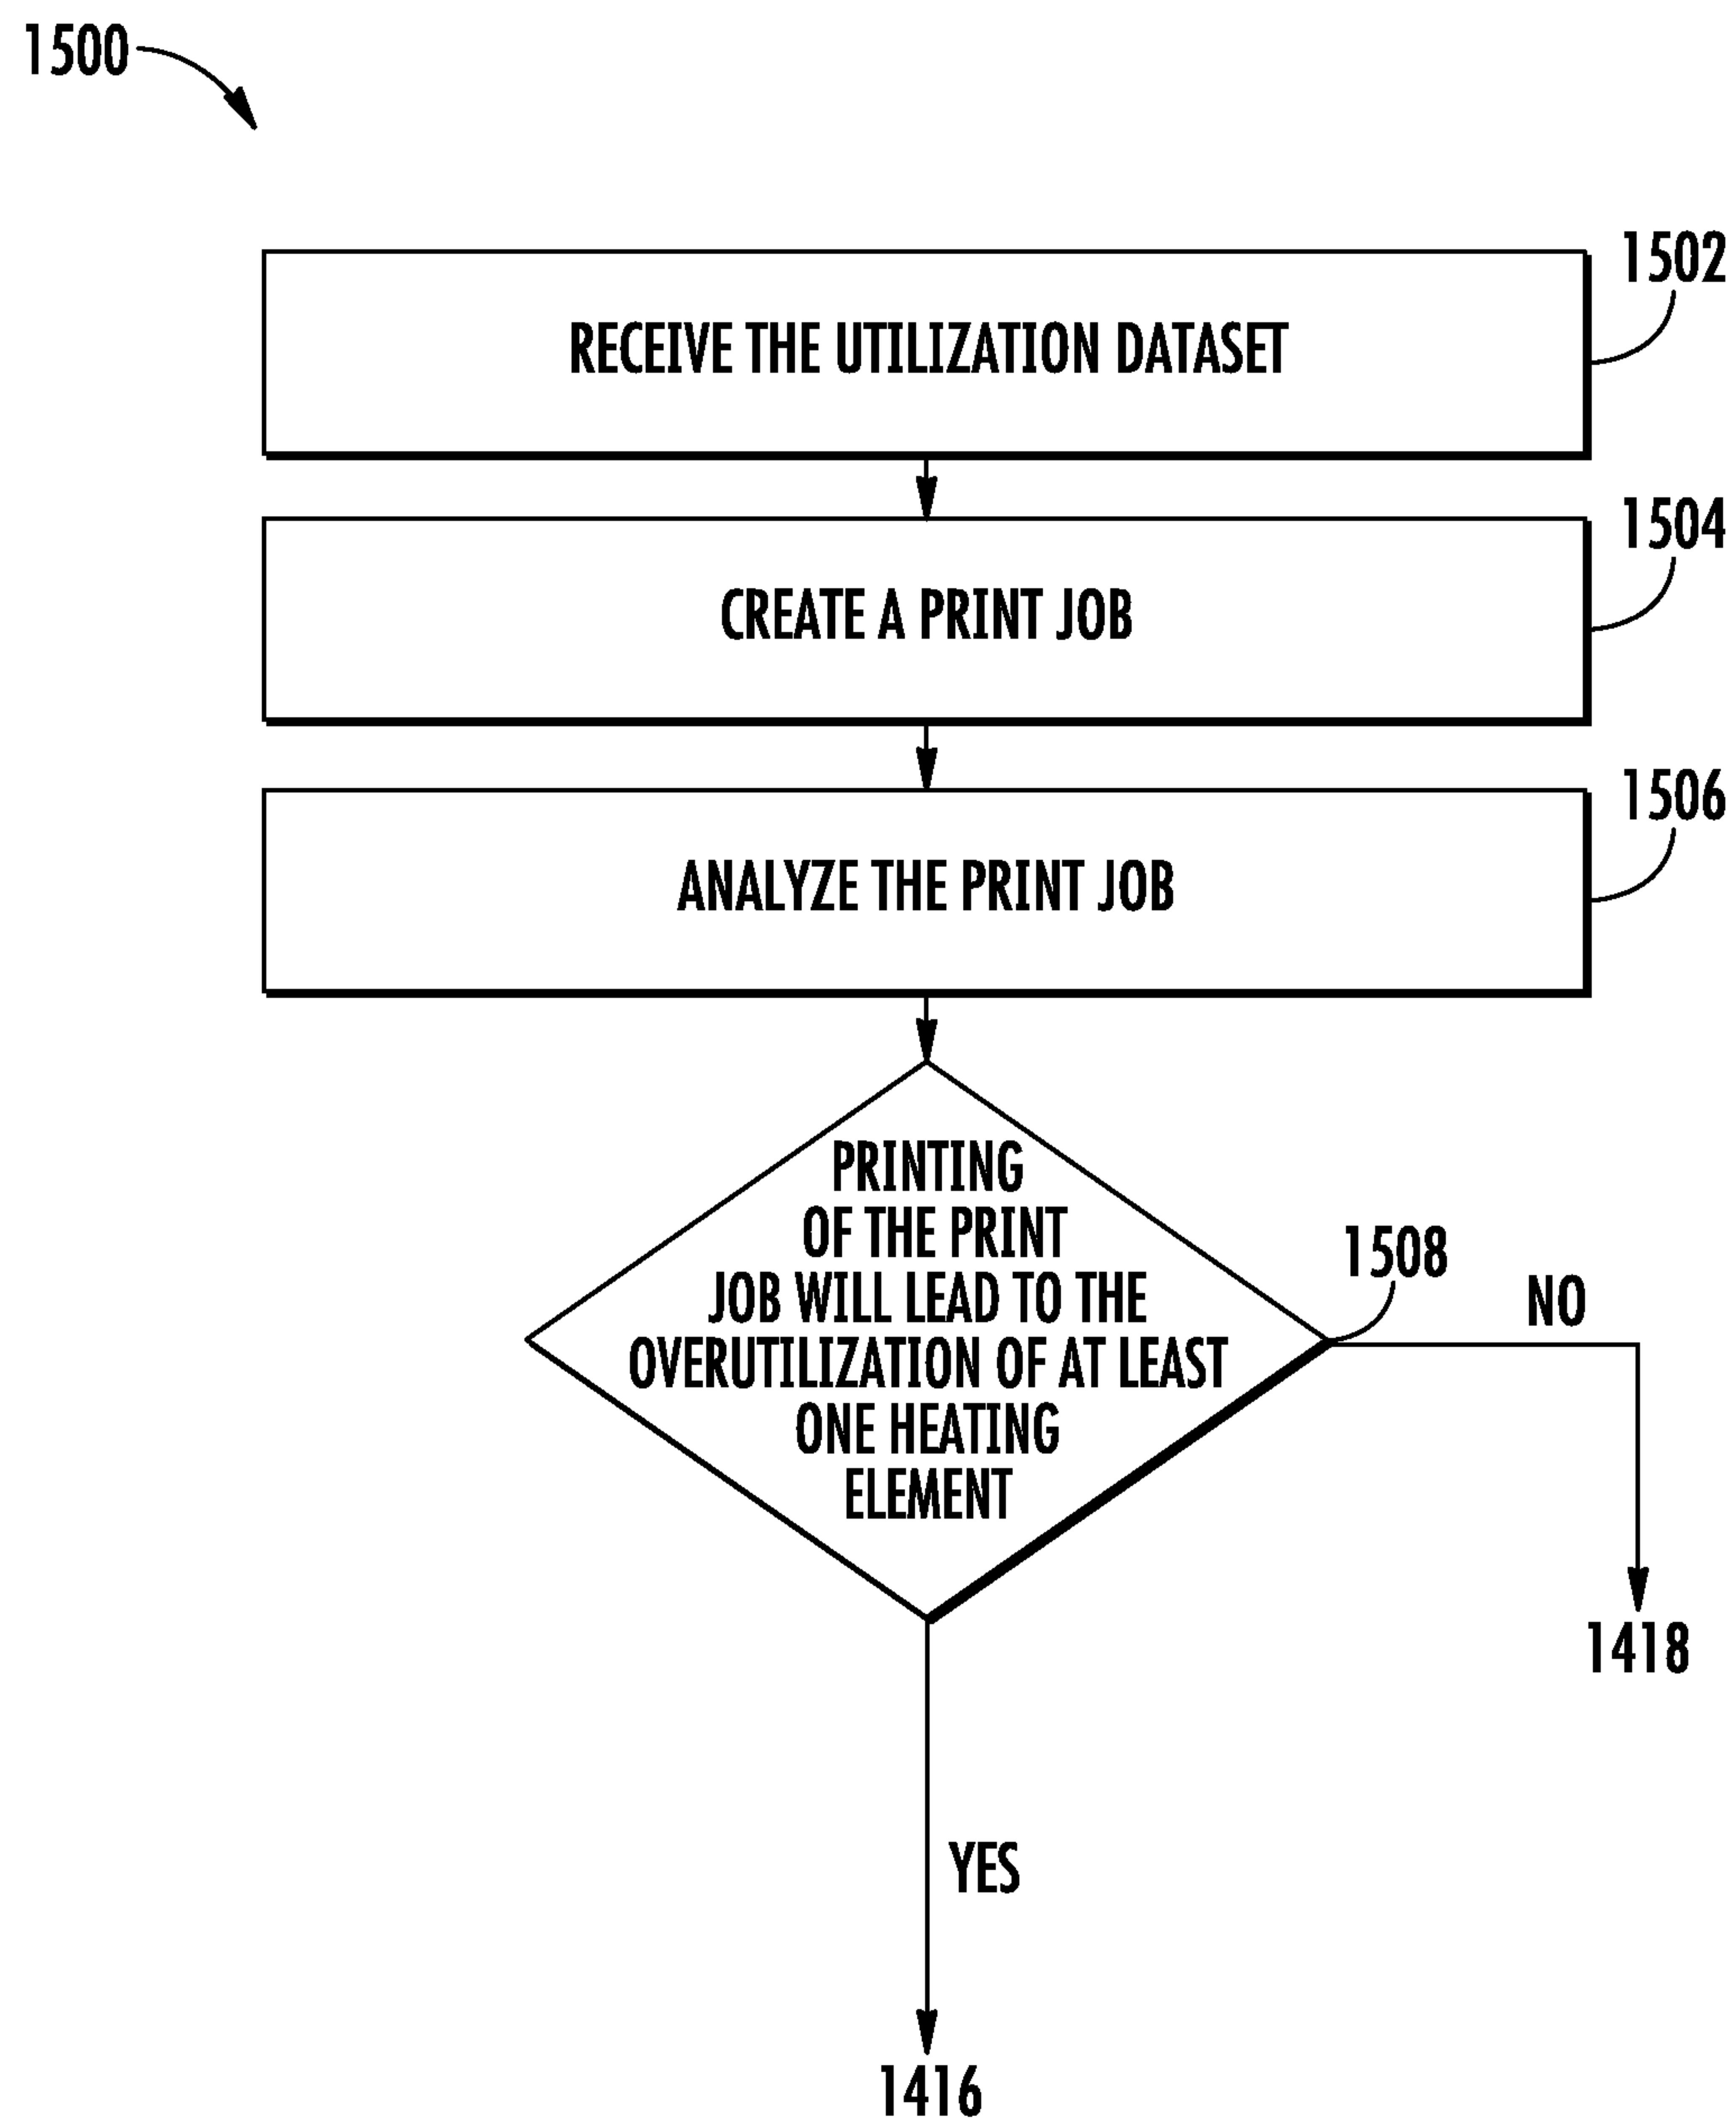 1500
1502
RECEIVE THE UTILIZATION DATASET
1504
CREATE A PRINT JOB
1506
ANALYZE THE PRINT JOB
PRINTING
OF THE PRINT
JOB WILL LEAD TO THE
OVERUTILIZATION OF AT LEAST
ONE HEATING
ELEMENT
1508
NO
1418
YES
1416